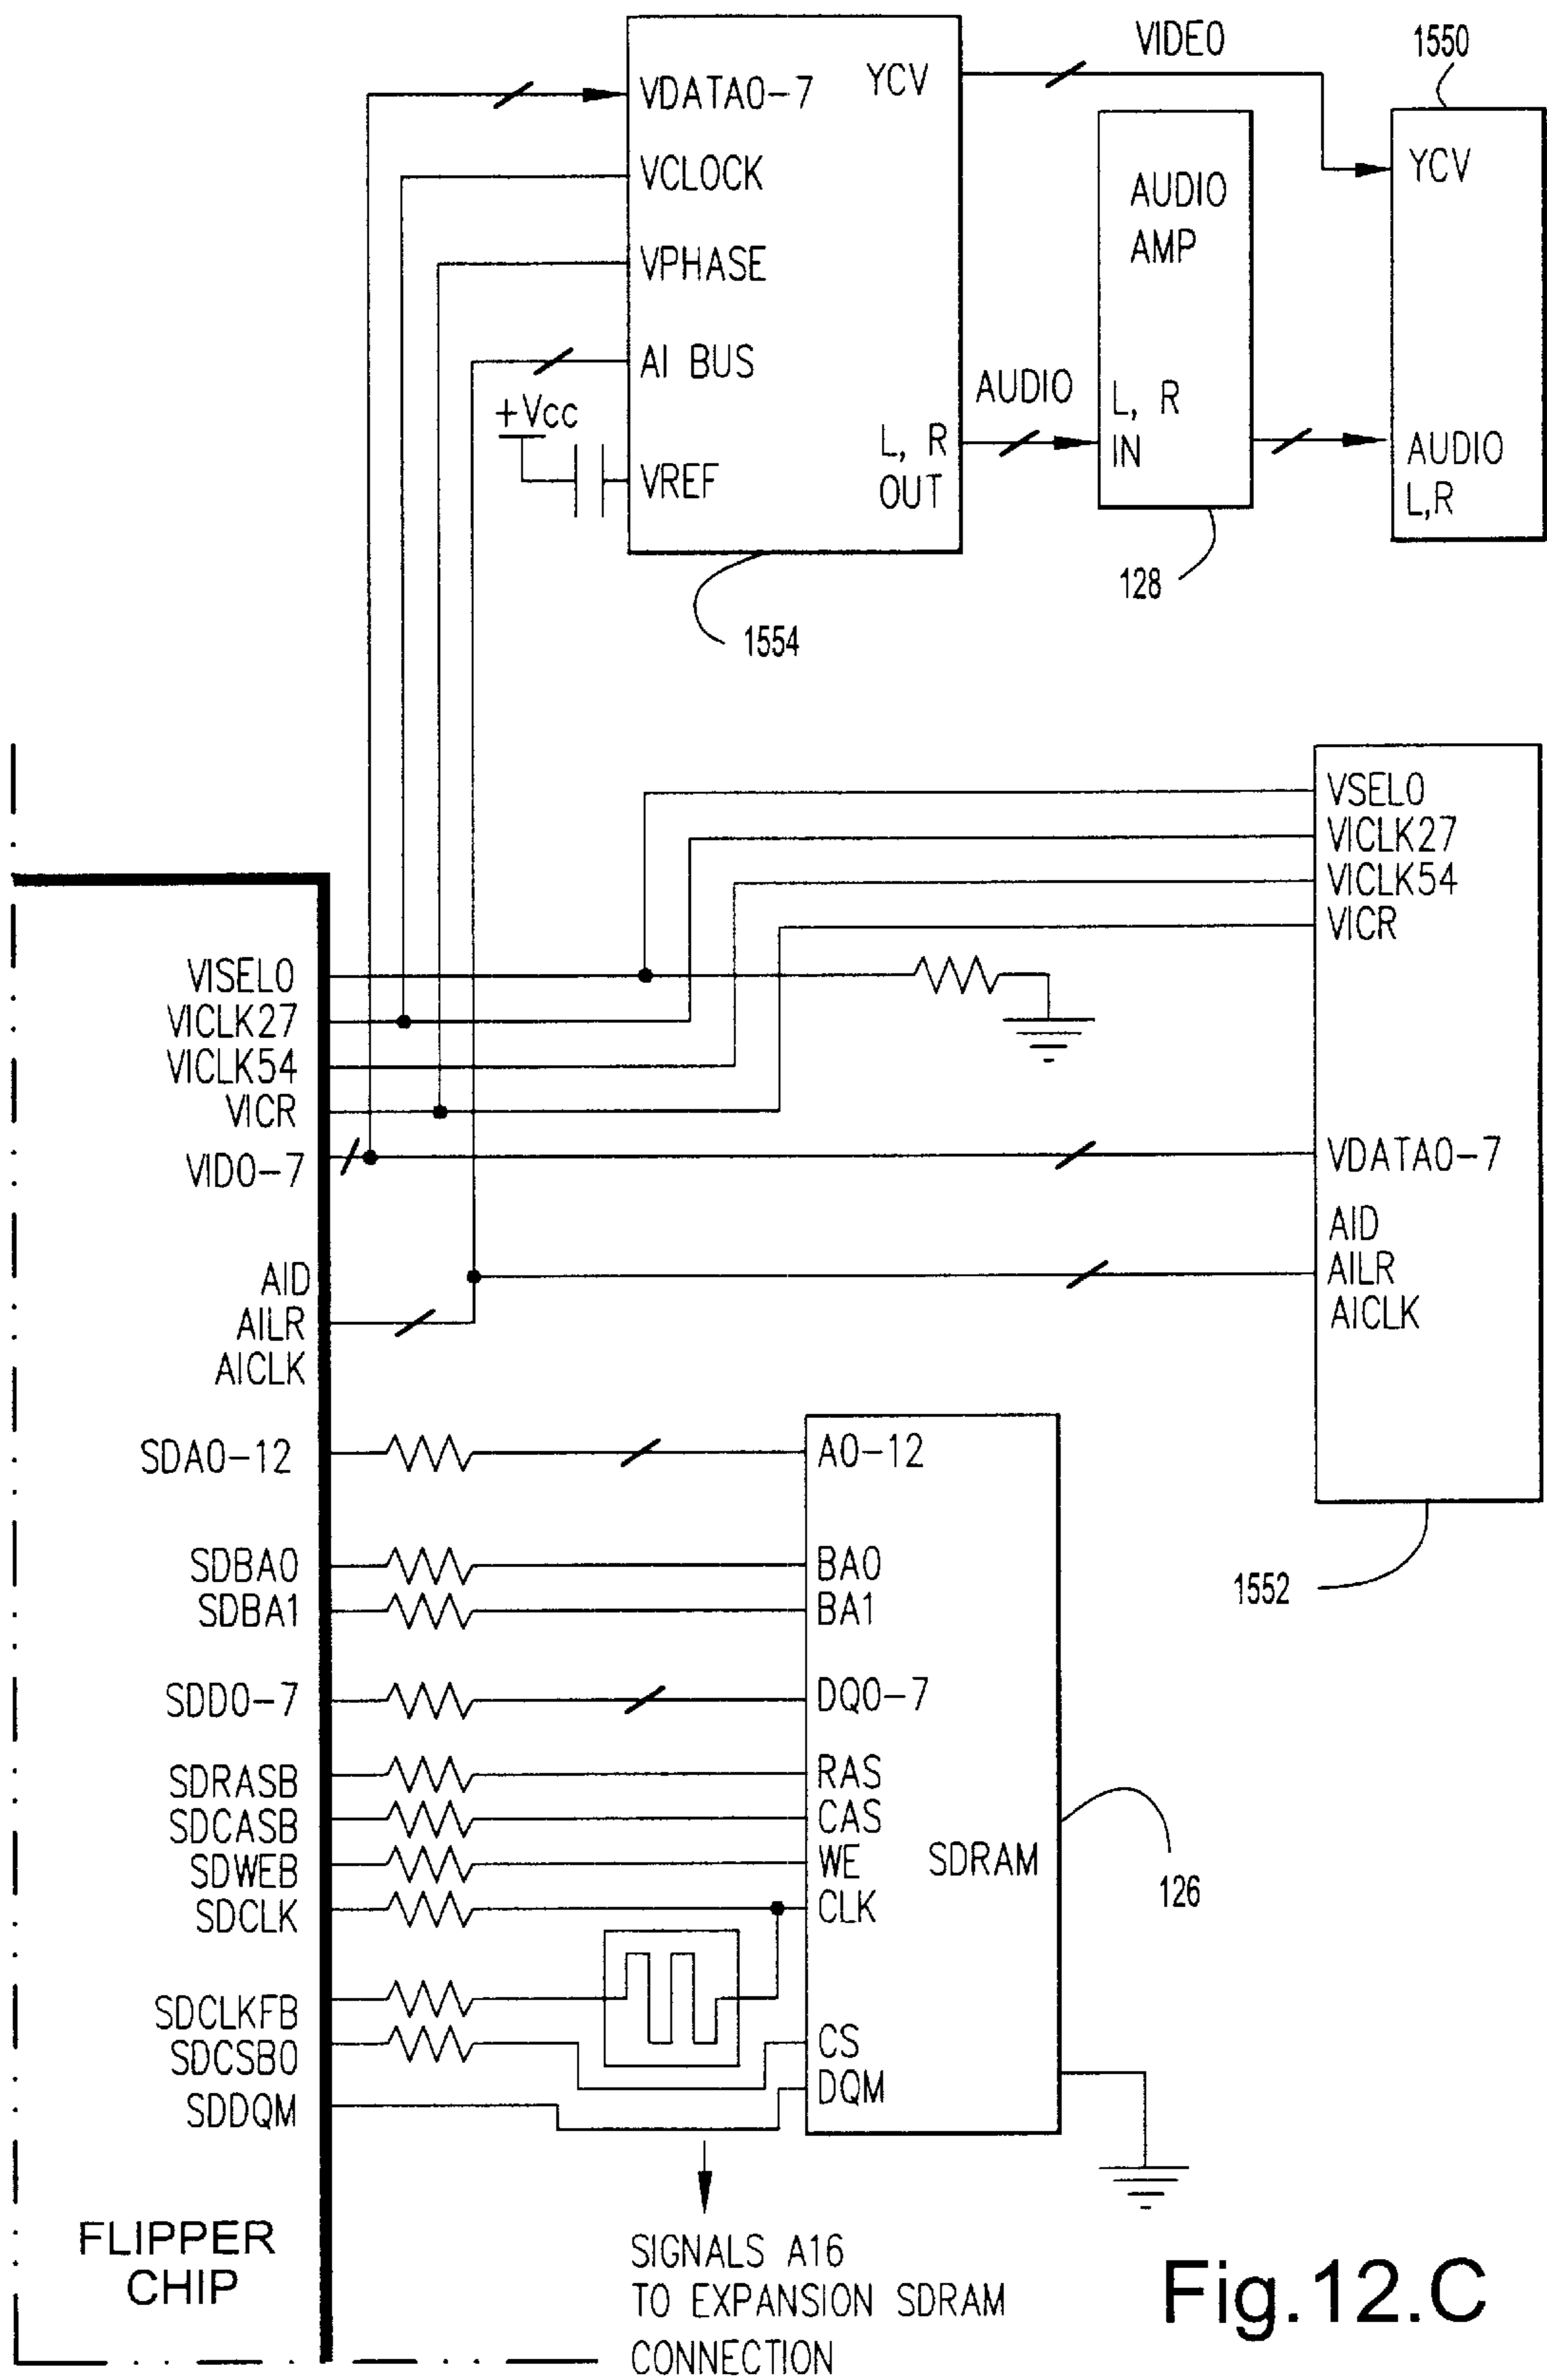 VIDEO
1550
VDATA0-7
YCV
VCLOCK
VPHASE
AI BUS
+Vcc
VREF
L, R
OUT
AUDIO
AUDIO
AMP
L, R
IN
YCV
AUDIO
L,R
128
1554
VSEL0
VICLK27
VICLK54
VICR
VDATA0-7
AID
AILR
AICLK
1552
VISEL0
VICLK27
VICLK54
VICR
VID0-7
AID
AILR
AICLK
SDA0-12
SDBA0
SDBA1
SDD0-7
SDRASB
SDCASB
SDWEB
SDCLK
SDCLKFB
SDCSB0
SDDQM
A0-12
BA0
BA1
DQ0-7
RAS
CAS
WE
CLK
CS
DQM
SDRAM
126
FLIPPER
CHIP
SIGNALS A16
TO EXPANSION SDRAM
CONNECTION
Fig.12.C